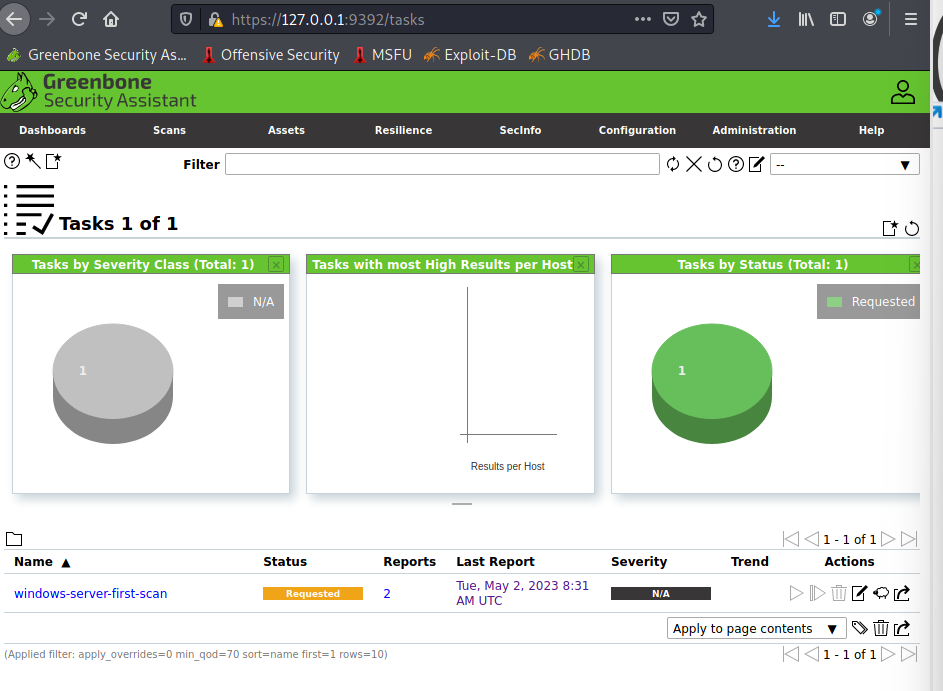 https://127.0.0.1:9392/tasks
Greenbone Security As... Offensive Security MSFU Exploit-DB GHDB
Greenbone
Security Assistant
Dashboards Scans Assets Resilience SecInfo Configuration Administration Help
Filter --
Tasks 1 of 1
Tasks by Severity Class (Total: 1) Tasks with most High Results per Host Tasks by Status (Total: 1)
N/A Requested
1 1
Results per Host
1 - 1 of 1
Name ▲ Status Reports Last Report Severity Trend Actions
windows-server-first-scan Requested 2 Tue, May 2, 2023 8:31 N/A
AM UTC
Apply to page contents
(Applied filter: apply_overrides=0 min_qod=70 sort=name first=1 rows=10) 1 - 1 of 1